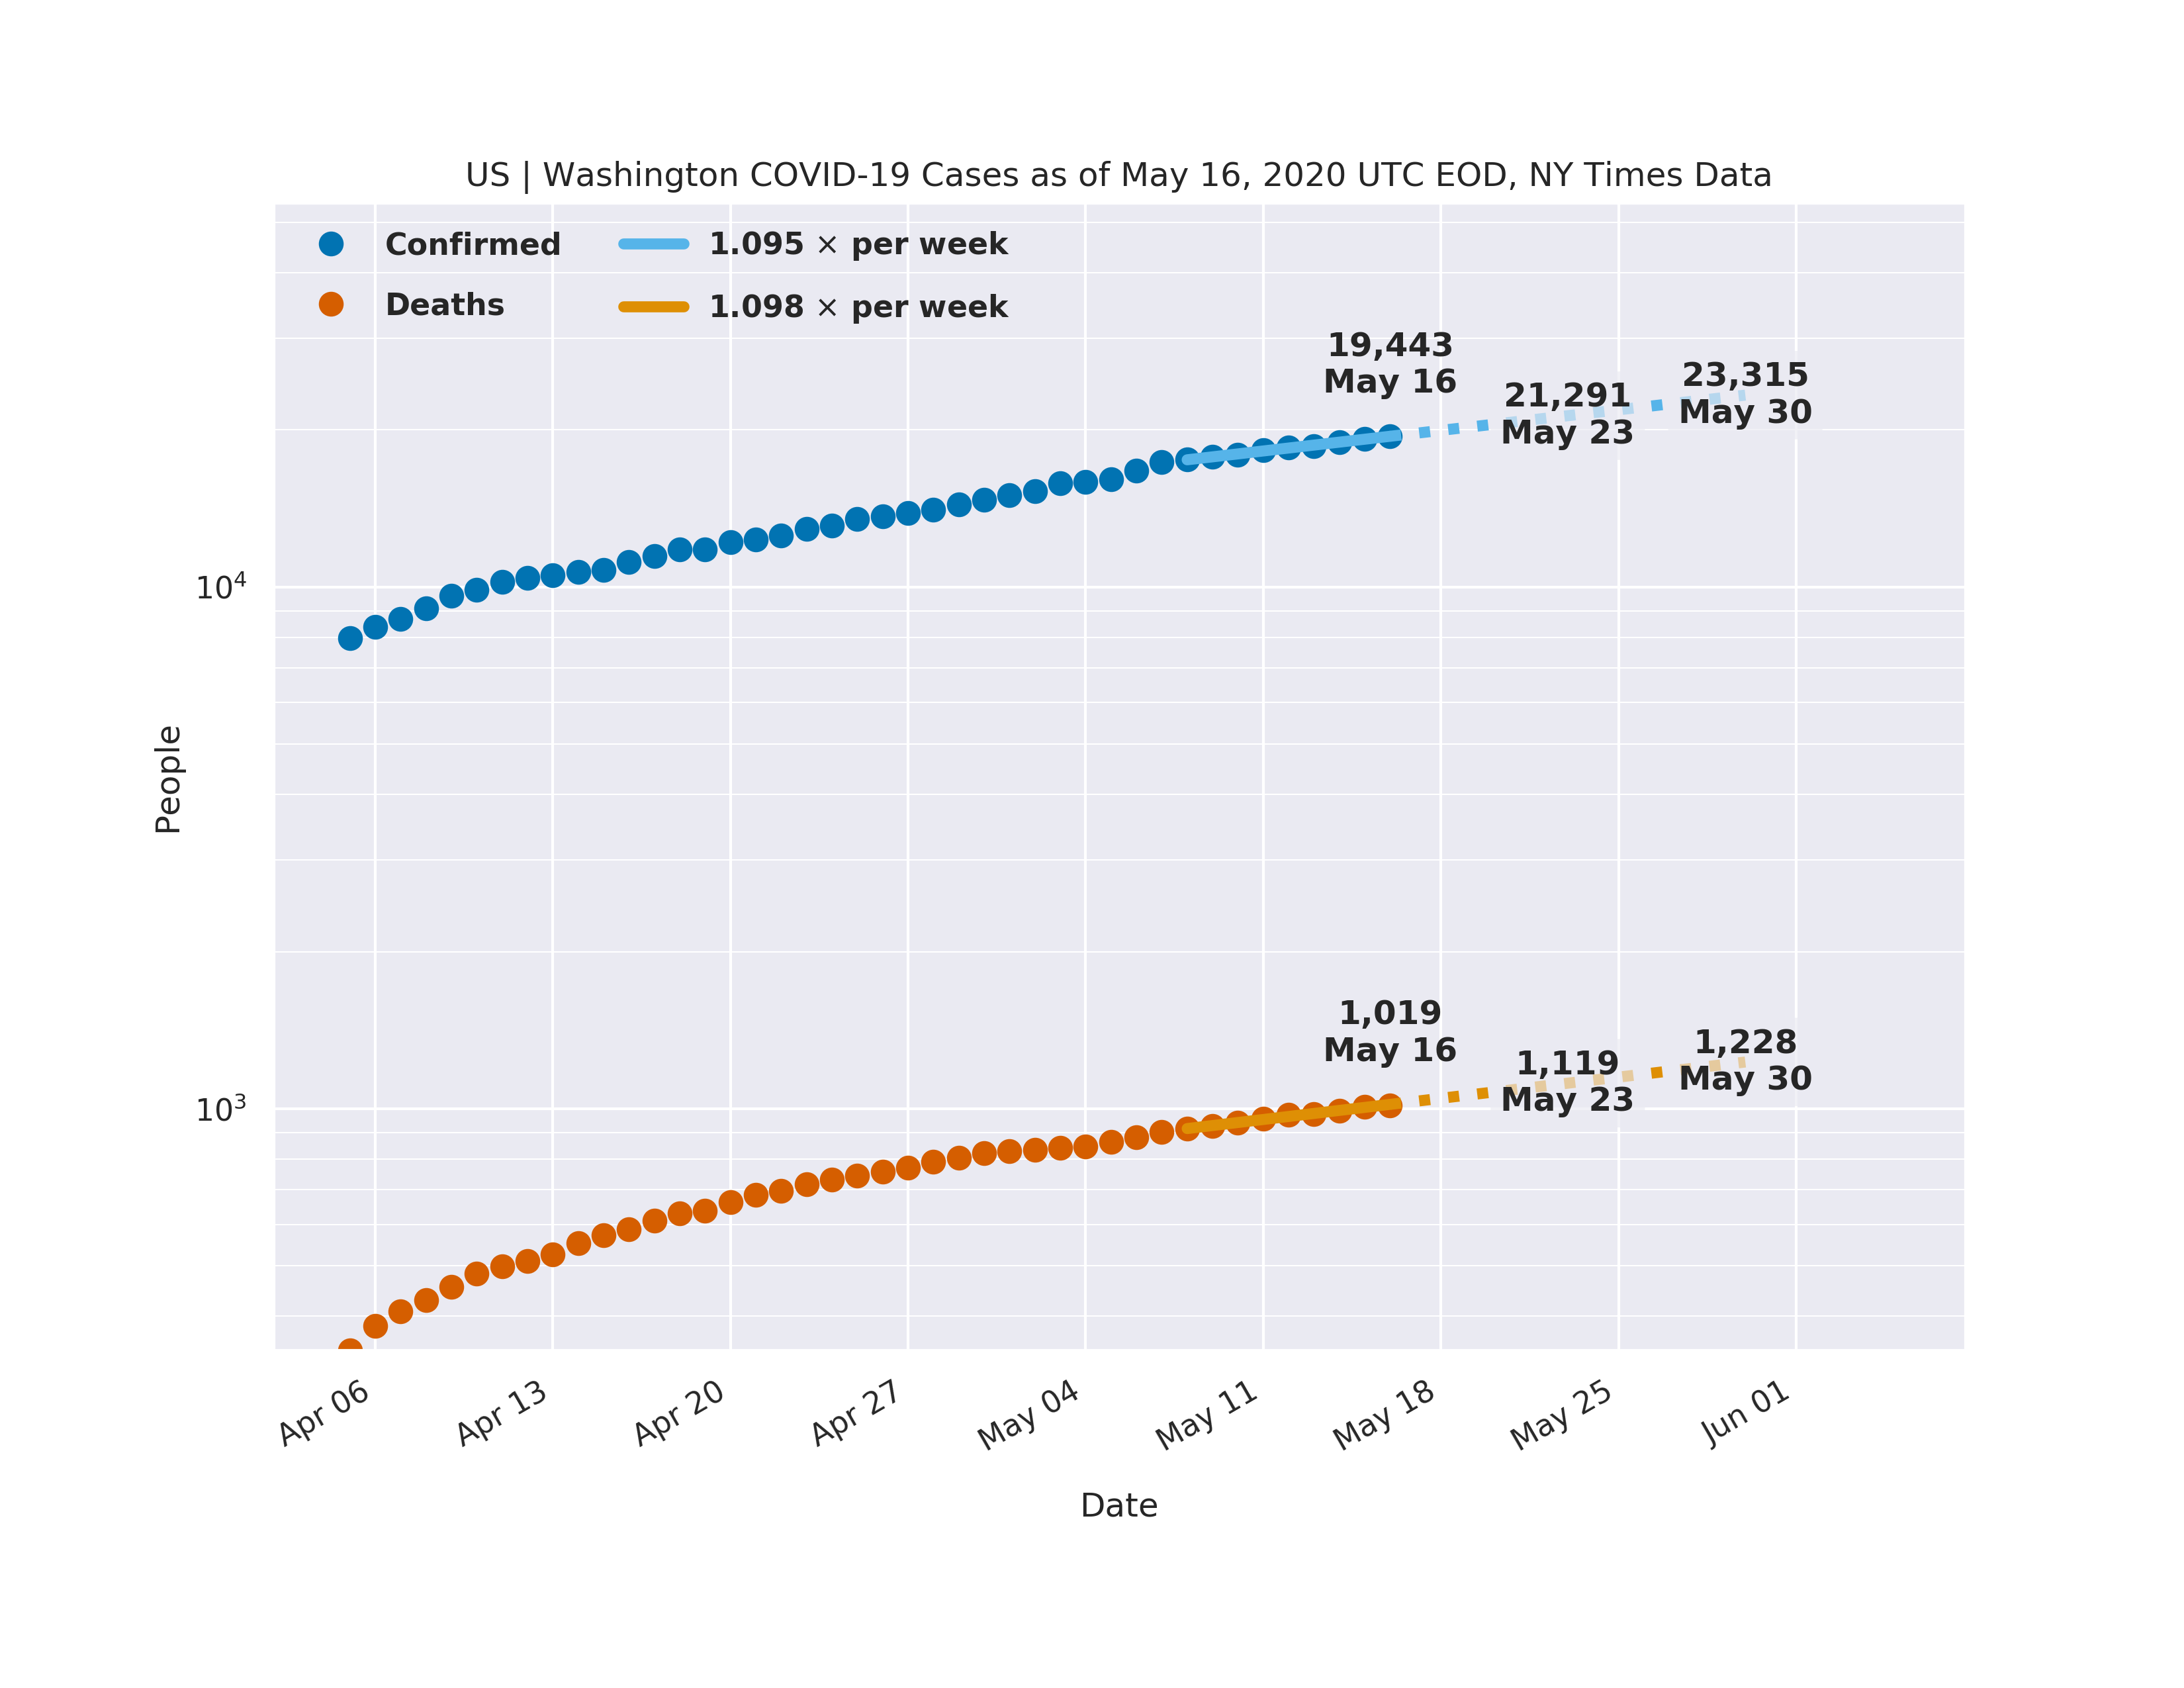 US | Washington COVID-19 Cases as of May 16, 2020 UTC EOD, NY Times Data
Confirmed
1.095 × per week
Deaths
1.098 × per week
19,443
May 16
21,291
May 23
23,315
May 30
10⁴
People
1,019
May 16
1,119
May 23
1,228
May 30
10³
Apr 06
Apr 13
Apr 20
Apr 27
May 04
May 11
May 18
May 25
Jun 01
Date